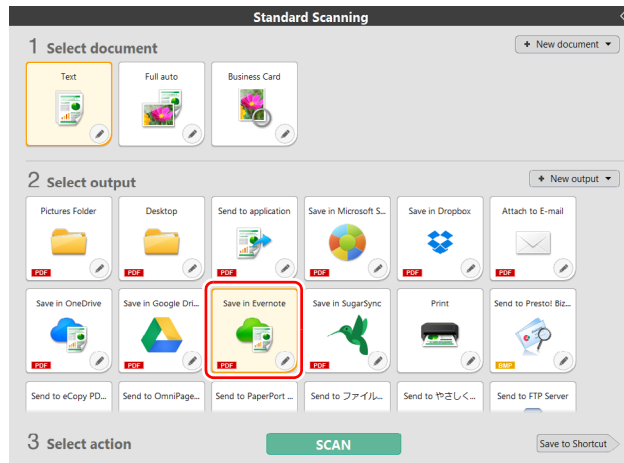 Standard Scanning
1 Select document
+ New document
Text
Full auto
Business Card
2 Select output
+ New output
Pictures Folder
Desktop
Send to application
Save in Microsoft S...
Save in Dropbox
Attach to E-mail
PDF
PDF
PDF
PDF
PDF
PDF
Save in OneDrive
Save in Google Dri...
Save in Evernote
Save in SugarSync
Print
Send to Presto! Biz...
PDF
PDF
PDF
PDF
BMP
Send to eCopy PD...
Send to OmniPage...
Send to PaperPort ...
Send to ファイル...
Send to やさしく...
Send to FTP Server
3 Select action
SCAN
Save to Shortcut